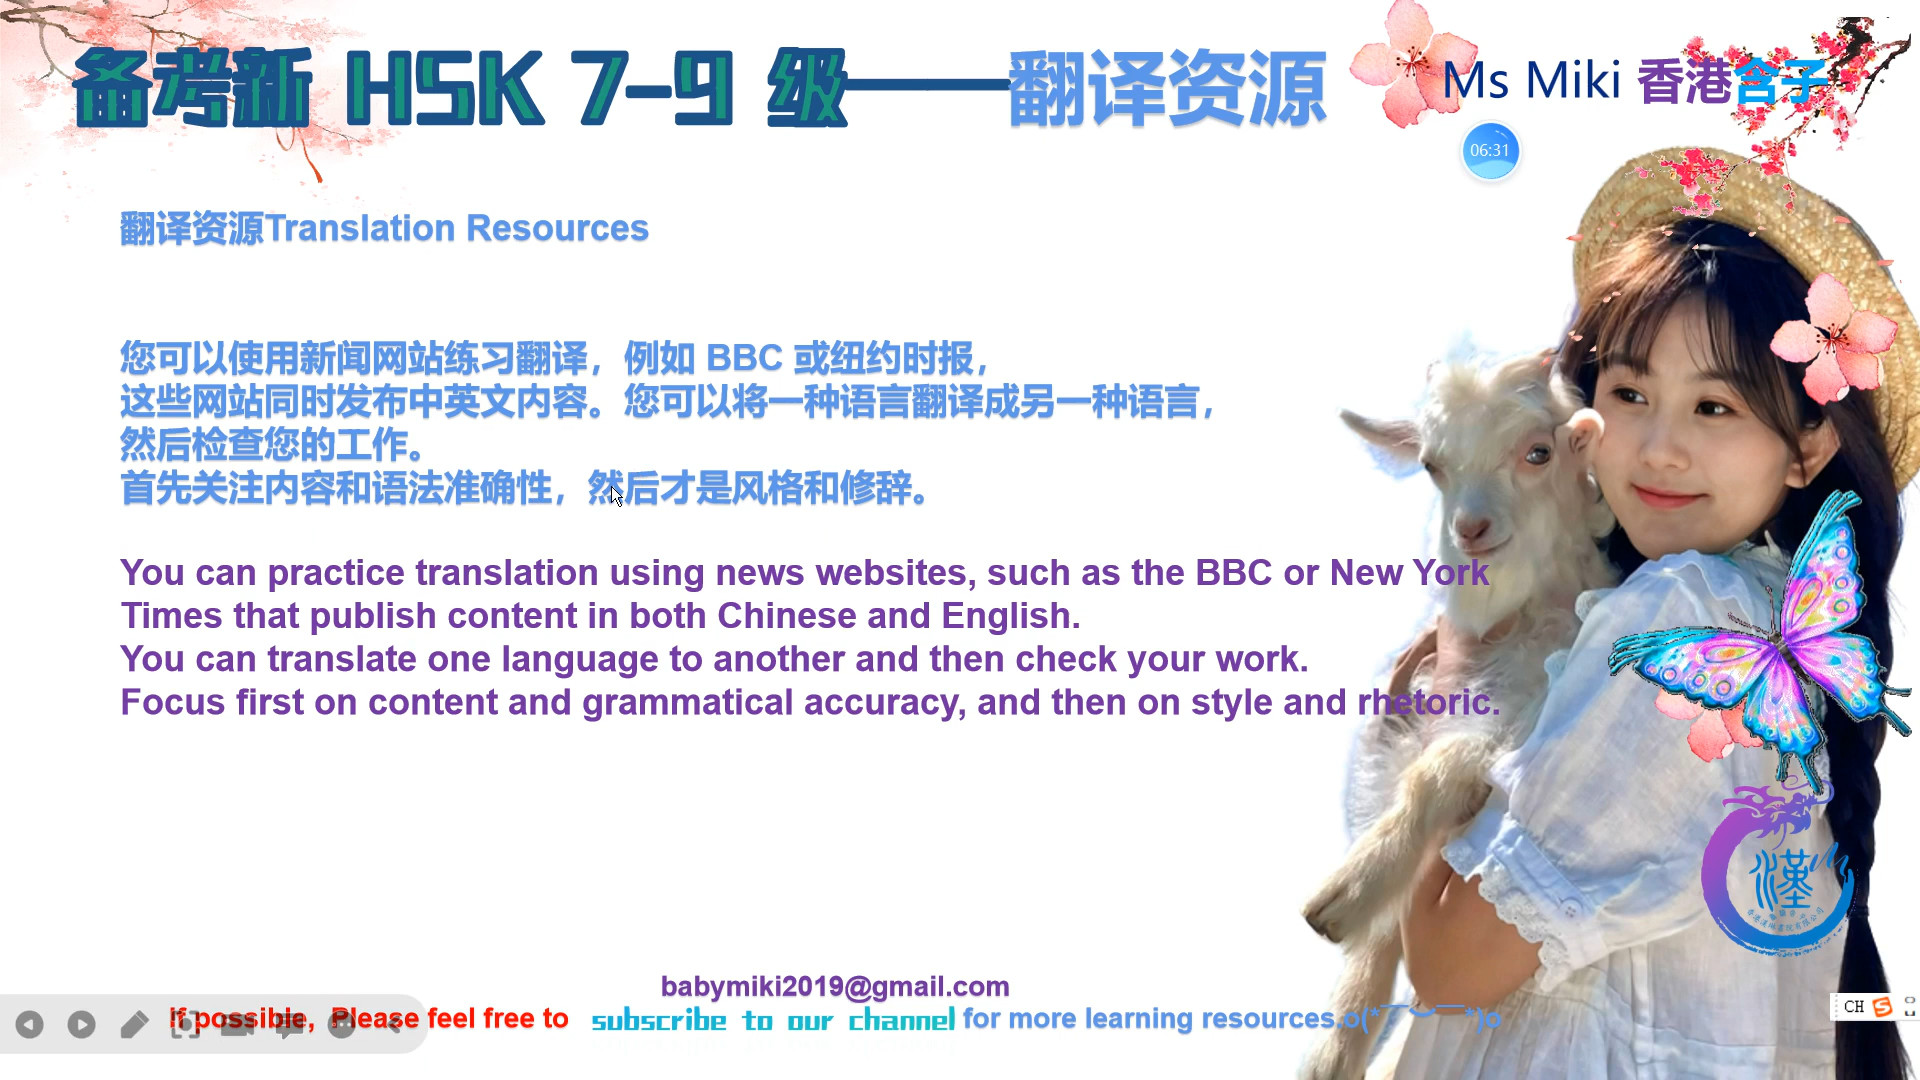 备考新 HSK 7-9 级——翻译资源
Ms Miki 香港含子
06:31
翻译资源Translation Resources
您可以使用新闻网站练习翻译，例如 BBC 或纽约时报，
这些网站同时发布中英文内容。您可以将一种语言翻译成另一种语言，
然后检查您的工作。
首先关注内容和语法准确性，然后才是风格和修辞。
You can practice translation using news websites, such as the BBC or New York
Times that publish content in both Chinese and English.
You can translate one language to another and then check your work.
Focus first on content and grammatical accuracy, and then on style and rhetoric.
漢
babymiki2019@gmail.com
If possible, Please feel free to subscribe to our channel for more learning resources.o(*￣︶￣*)o
CH